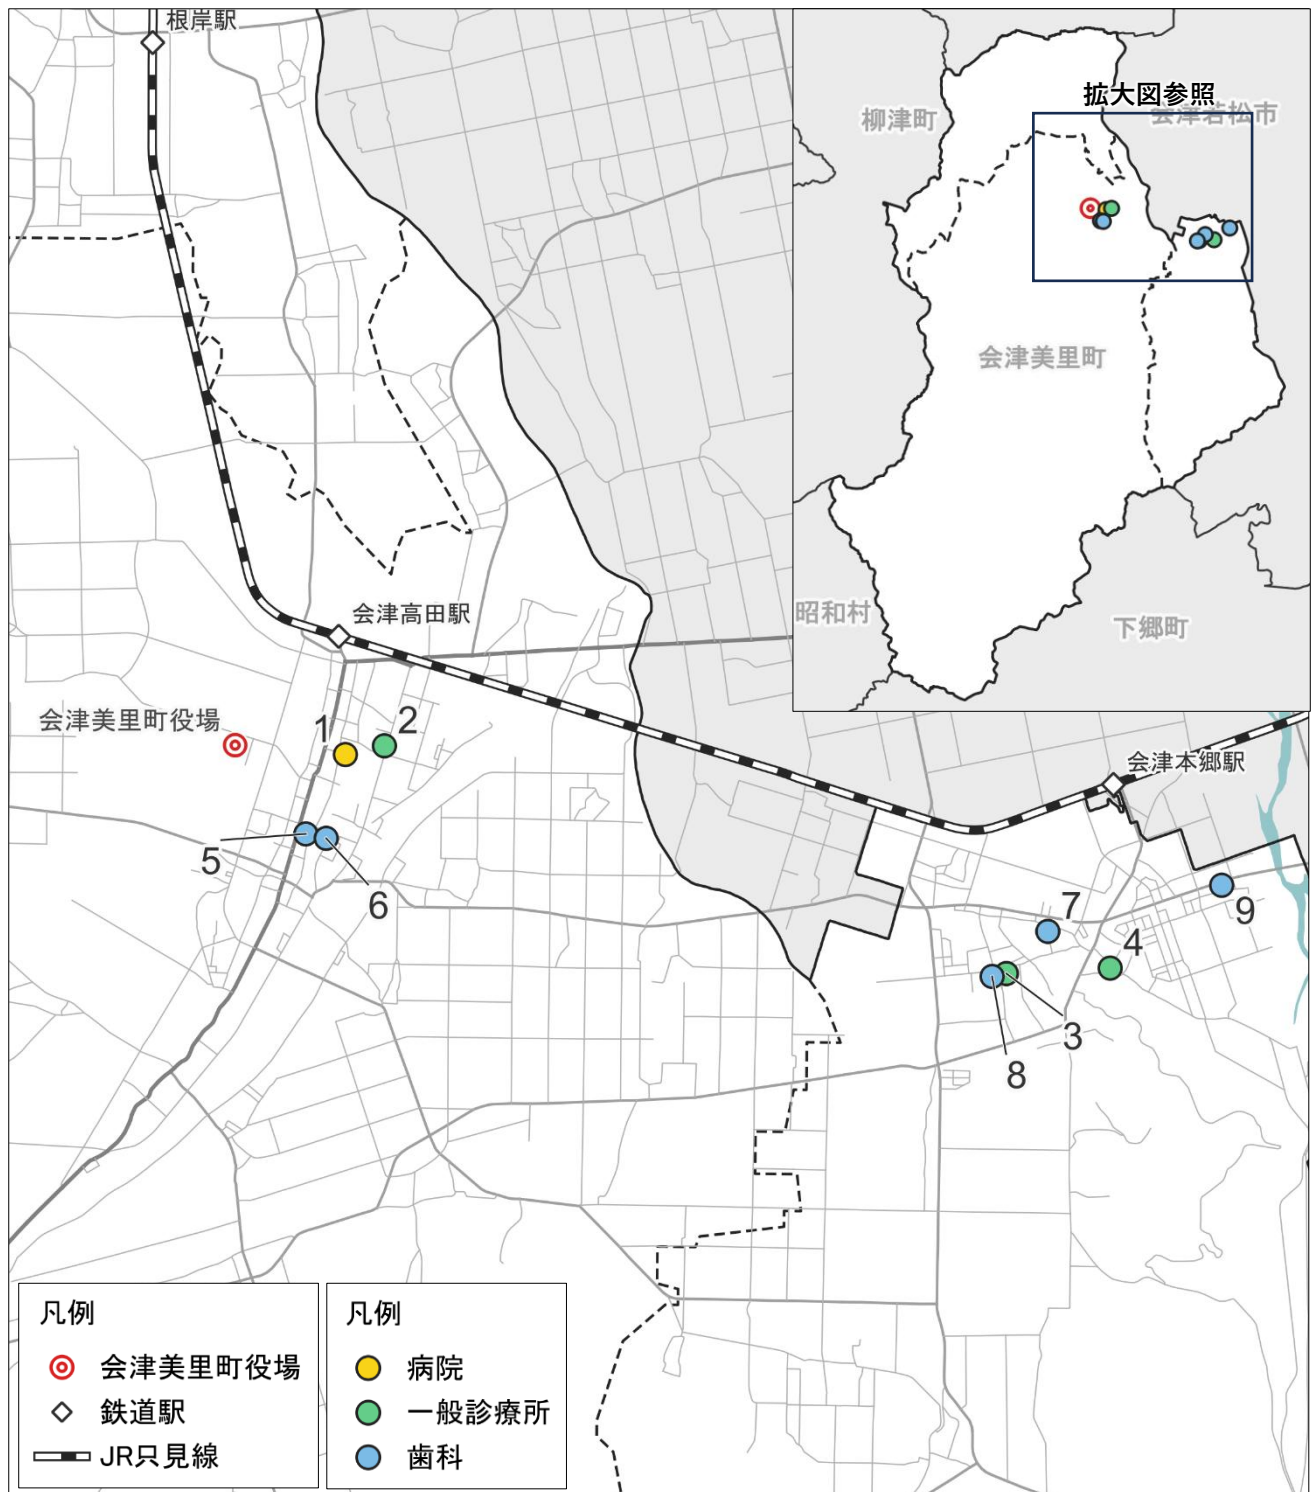 根岸駅
拡大図参照
柳津町
会津若松市
会津美里町
昭和村
下郷町
会津高田駅
会津美里町役場
1
2
会津本郷駅
5
6
7
9
4
3
8
凡例
会津美里町役場
鉄道駅
JR只見線
凡例
病院
一般診療所
歯科